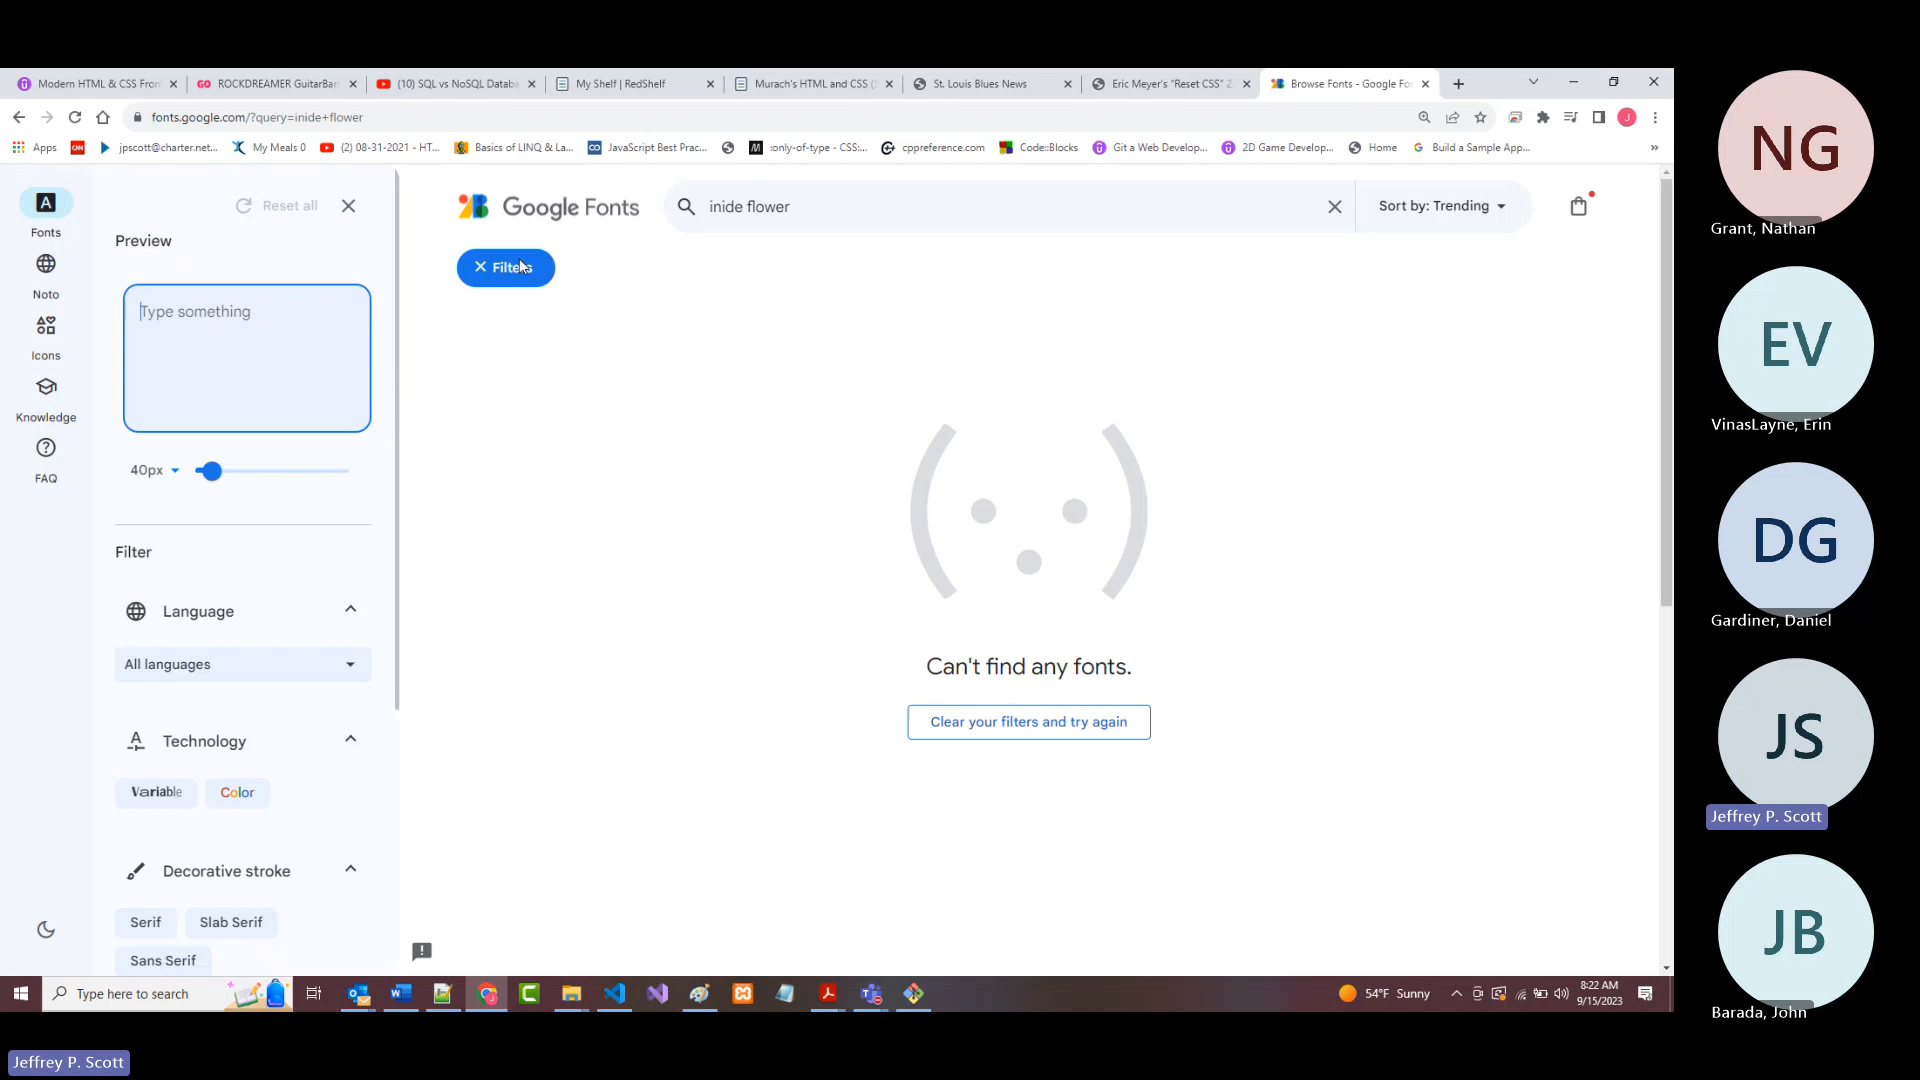 Modern HTML & CSS From
ROCKDREAMER GuitarBar
(10) SQL vs NoSQL Databa
My Shelf | RedShelf
Murach's HTML and CSS (
St. Louis Blues News
Eric Meyer's "Reset CSS" 2
Browse Fonts - Google Fo
fonts.google.com/?query=inide+flower
J
Apps
CNN
jpscott@charter.net...
My Meals 0
(2) 08-31-2021 - HT...
Basics of LINQ & La...
JavaScript Best Prac...
:only-of-type - CSS:...
cppreference.com
Code::Blocks
Git a Web Develop...
2D Game Develop...
Home
Build a Sample App...
Fonts
Noto
Icons
Knowledge
FAQ
Reset all
Preview
Type something
40px
Filter
Language
All languages
Technology
Variable
Color
Decorative stroke
Serif
Slab Serif
Sans Serif
Google Fonts
inide flower
Sort by: Trending
Filters
Can't find any fonts.
Clear your filters and try again
Type here to search
54°F Sunny
8:22 AM
9/15/2023
NG
Grant, Nathan
EV
VinasLayne, Erin
DG
Gardiner, Daniel
JS
Jeffrey P. Scott
JB
Barada, John
Jeffrey P. Scott